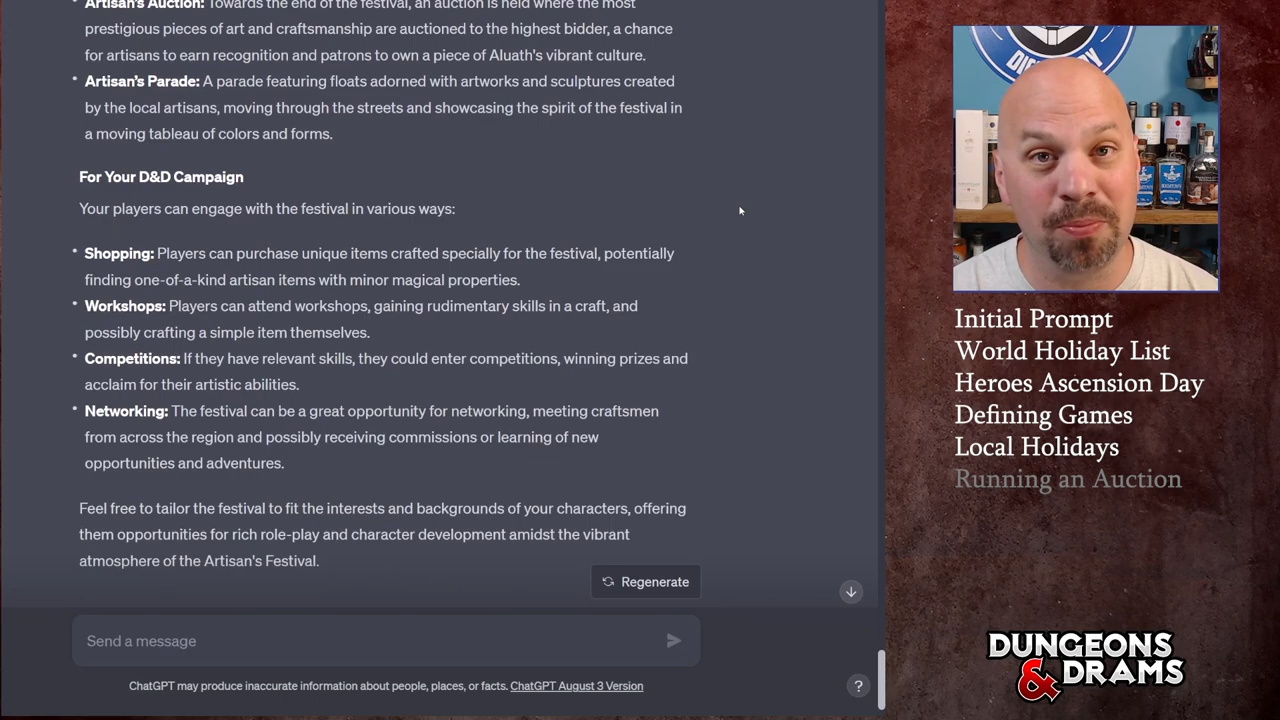 Artisan's Auction: Towards the end of the festival, an auction is held where the most
prestigious pieces of art and craftsmanship are auctioned to the highest bidder, a chance
for artisans to earn recognition and patrons to own a piece of Aluath's vibrant culture.
Artisan's Parade: A parade featuring floats adorned with artworks and sculptures created
by the local artisans, moving through the streets and showcasing the spirit of the festival in
a moving tableau of colors and forms.
For Your D&D Campaign
Your players can engage with the festival in various ways:
Shopping: Players can purchase unique items crafted specially for the festival, potentially
finding one-of-a-kind artisan items with minor magical properties.
Workshops: Players can attend workshops, gaining rudimentary skills in a craft, and
possibly crafting a simple item themselves.
Competitions: If they have relevant skills, they could enter competitions, winning prizes and
acclaim for their artistic abilities.
Networking: The festival can be a great opportunity for networking, meeting craftsmen
from across the region and possibly receiving commissions or learning of new
opportunities and adventures.
Feel free to tailor the festival to fit the interests and backgrounds of your characters, offering
them opportunities for rich role-play and character development amidst the vibrant
atmosphere of the Artisan's Festival.
Regenerate
Send a message
ChatGPT may produce inaccurate information about people, places, or facts. ChatGPT August 3 Version
?
Initial Prompt
World Holiday List
Heroes Ascension Day
Defining Games
Local Holidays
Running an Auction
DUNGEONS
& DRAMS